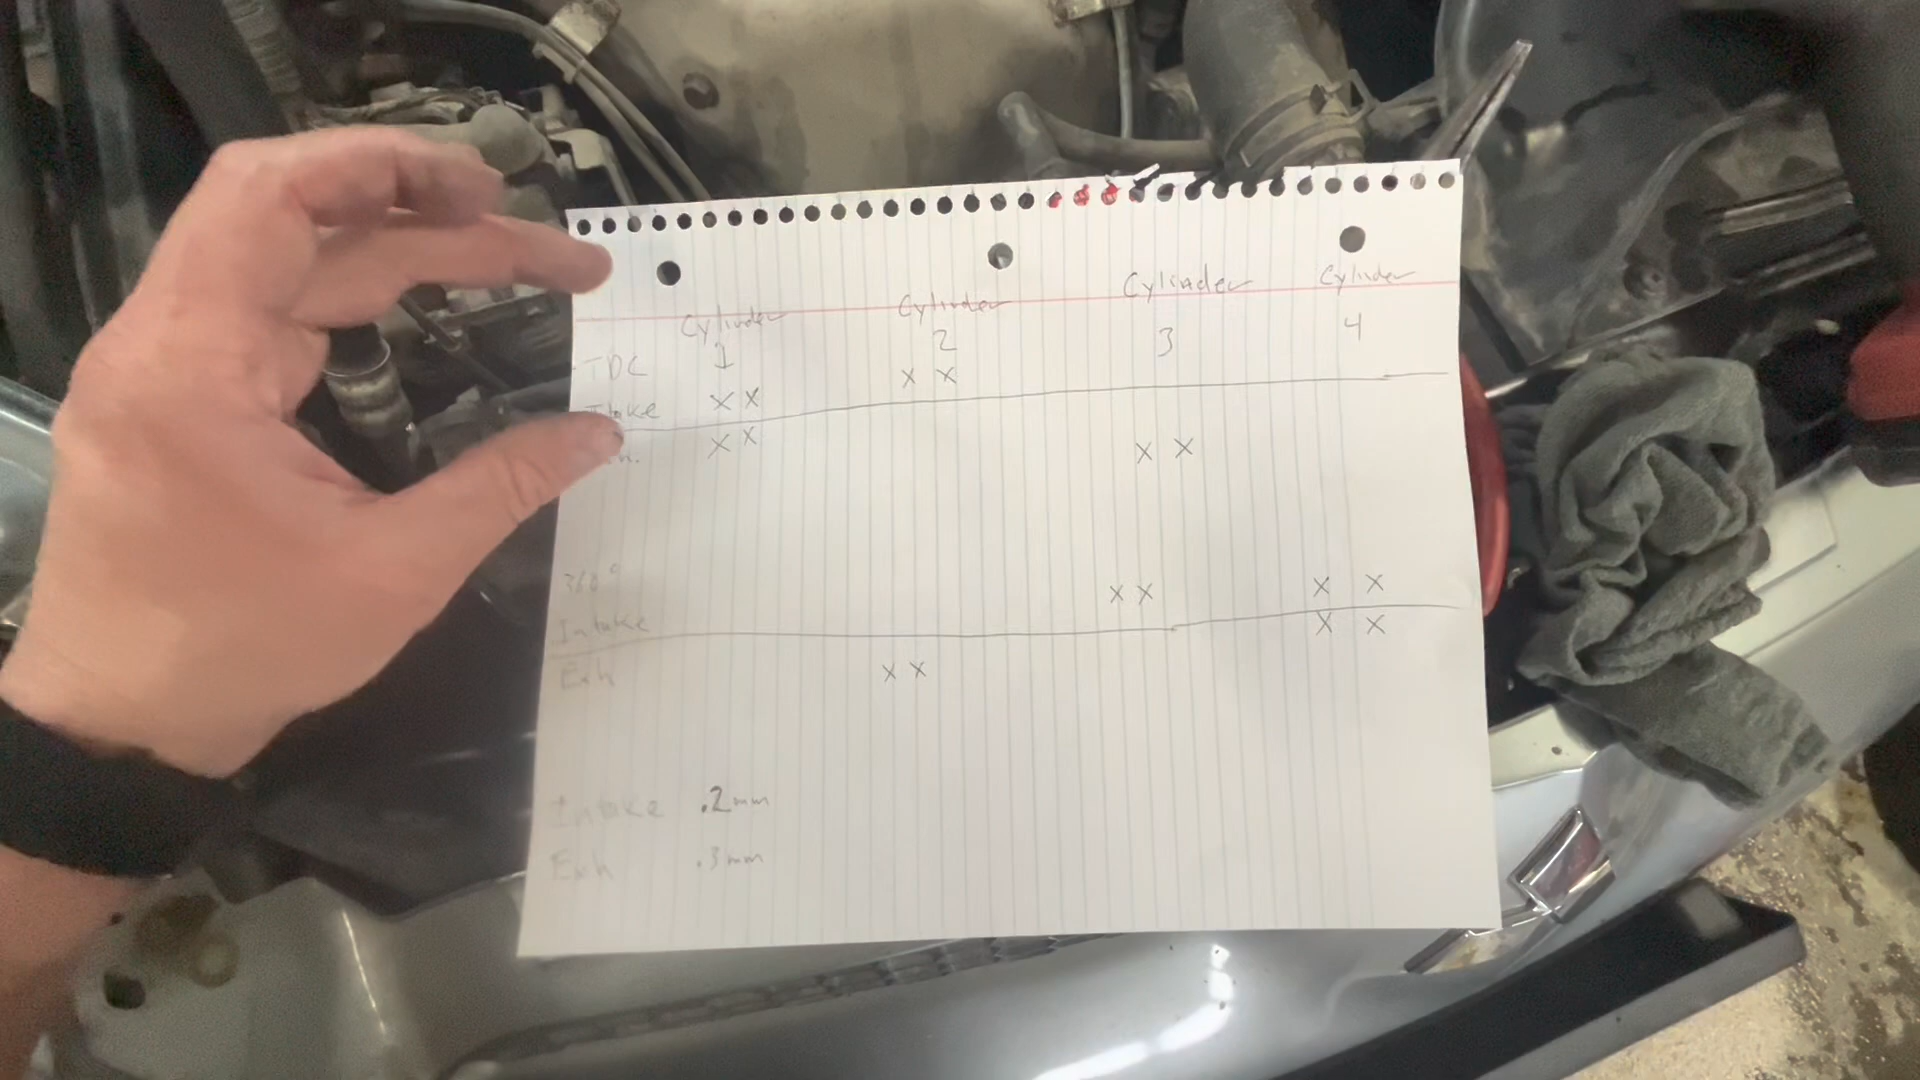 Cylinder Cylinder Cylinder Cylinder
1 2 3 4
TDC
X X
X X
X X
X X
360°
X X X X
Intake
X X
Exh
X X
Intake .2mm
Exh .3mm